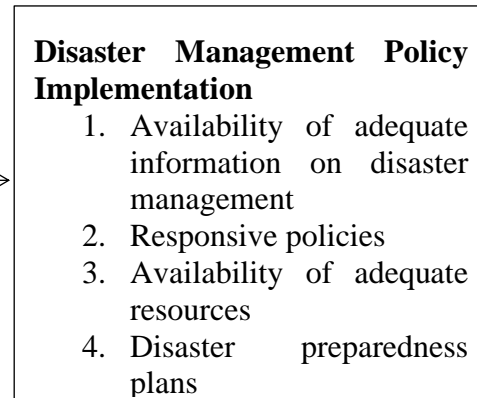 Disaster Management Policy
Implementation
1. Availability of adequate
information on disaster
management
2. Responsive policies
3. Availability of adequate
resources
4. Disaster preparedness
plans